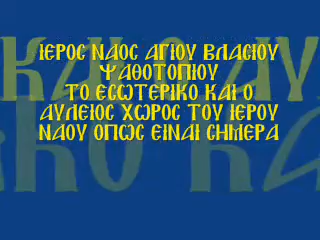 ΙΕΡΟΣ ΝΑΟΣ ΑΓΙΟΥ ΒΛΑΣΙΟΥ
ΨΑΘΟΤΟΠΙΟΥ
ΤΟ ΕΣΩΤΕΡΙΚΟ ΚΑΙ Ο
ΑΥΛΕΙΟΣ ΧΩΡΟΣ ΤΟΥ ΙΕΡΟΥ
ΝΑΟΥ ΟΠΩΣ ΕΙΝΑΙ ΣΗΜΕΡΑ